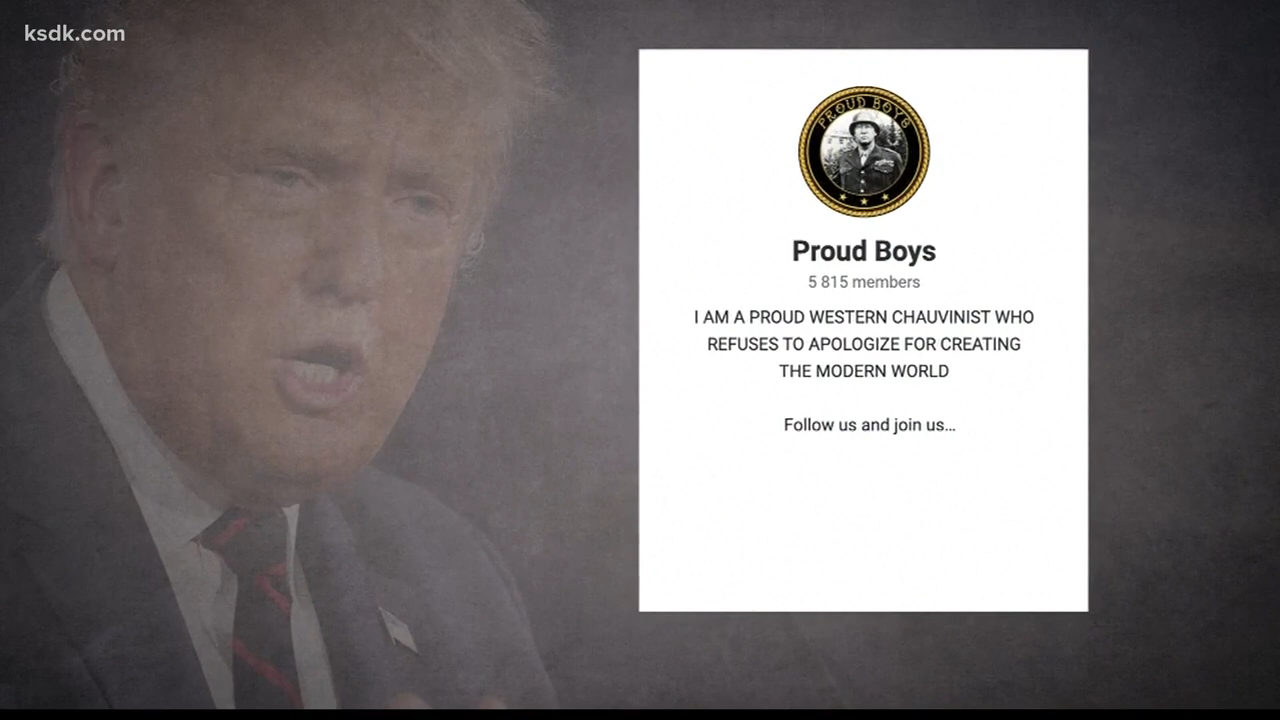 ksdk.com
PROUD BOYS
Proud Boys
5 815 members
I AM A PROUD WESTERN CHAUVINIST WHO
REFUSES TO APOLOGIZE FOR CREATING
THE MODERN WORLD
Follow us and join us...